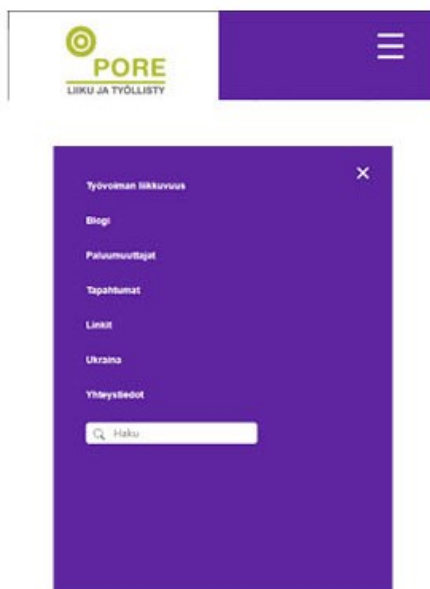 PORE
LIIKU JA TYÖLLISTY
Työvoiman liikkuvuus
Blogi
Paluumuuttajat
Tapahtumat
Linkit
Ukraina
Yhteystiedot
Haku